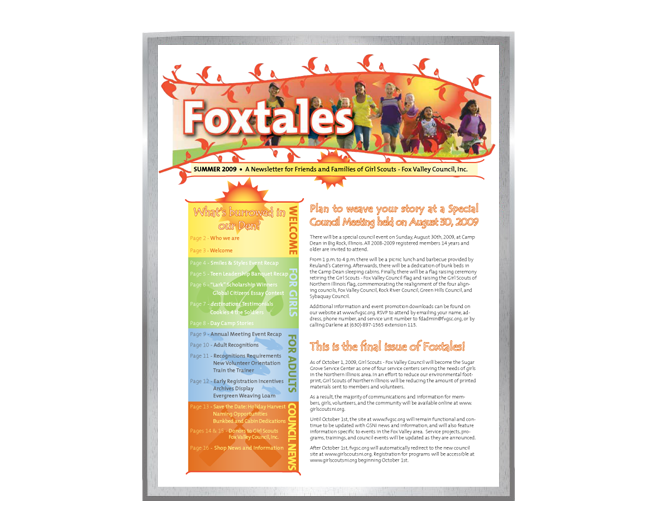 Foxtales
SUMMER 2009 • A Newsletter for Friends and Families of Girl Scouts - Fox Valley Council, Inc.
What's burrowed in
our den?
Page 2 - Who we are
Page 3 - Welcome
WELCOME
Page 4 - Smiles & Styles Event Recap
Page 5 - Teen Leadership Banquet Recap
Page 6 - "Lark" Scholarship Winners
Global Citizens Essay Contest
Page 7 - Destinations Testimonials
Cookies 4 the Soldiers
Page 8 - Day Camp Stories
FOR GIRLS
Page 9 - Annual Meeting Event Recap
Page 10 - Adult Recognitions
Page 11 - Recognitions Requirements
New Volunteer Orientation
Train the Trainer
Page 12 - Early Registration Incentives
Archives Display
Evergreen Weaving Loam
FOR ADULTS
Page 13 - Save the Date: Holiday Harvest
Naming Opportunities
Bunkbed and Cabin Dedications
Pages 14 & 15 - Donate to Girl Scouts
Fox Valley Council, Inc.
Page 16 - Shop News and Information
COUNCIL NEWS
Plan to weave your story at a Special
Council Meeting held on August 30, 2009
There will be a special council event on Sunday, August 30th, 2009, at Camp
Dean in Big Rock, Illinois. All 2008-2009 registered members 14 years and
older are invited to attend.
From 2 p.m. to 4 p.m. There will be a picnic lunch and barbecue provided by
Reuland's Catering. Afterwards, there will be a dedication of bunk beds in
the Camp Dean sleeping cabins. Finally, there will be a flag raising ceremony
retiring the Girl Scouts - Fox Valley Council flag and raising the Girl Scouts of
Northern Illinois flag, commemorating the realignment of the four align-
ing councils, Fox Valley Council, Rock River Council, Green Hills Council, and
Sybaquay Council.
Additional information and event promotion downloads can be found on
our website at www.fvgsc.org. RSVP to attend by emailing your name, ad-
dress, phone number, and service unit number to fdadmin@fvgsc.org, or by
calling Darlene at (630) 897-1565 extension 113.
This is the final issue of Foxtales!
As of October 1, 2009, Girl Scouts - Fox Valley Council will become the Sugar
Grove Service Center as one of four service centers serving the needs of girls
in the Northern Illinois area. In an effort to reduce our environmental foot-
print, Girl Scouts of Northern Illinois will be reducing the amount of printed
materials sent to members and volunteers.
As a result, the majority of communications and information for mem-
bers, girls, volunteers, and the community will be available online at www.
girlscoutsni.org.
Until October 1st, the site at www.fvgsc.org will remain functional and con-
tinue to be updated with GSNI news and information, and will also feature
information specific to events in the Fox Valley area. Service projects, pro-
grams, trainings, and council events will be updated as they are announced.
After October 1st, fvgsc.org will automatically redirect to the new council
site at www.girlscoutsni.org. Registration for programs will be accessible at
www.girlscoutsni.org beginning October 1st.